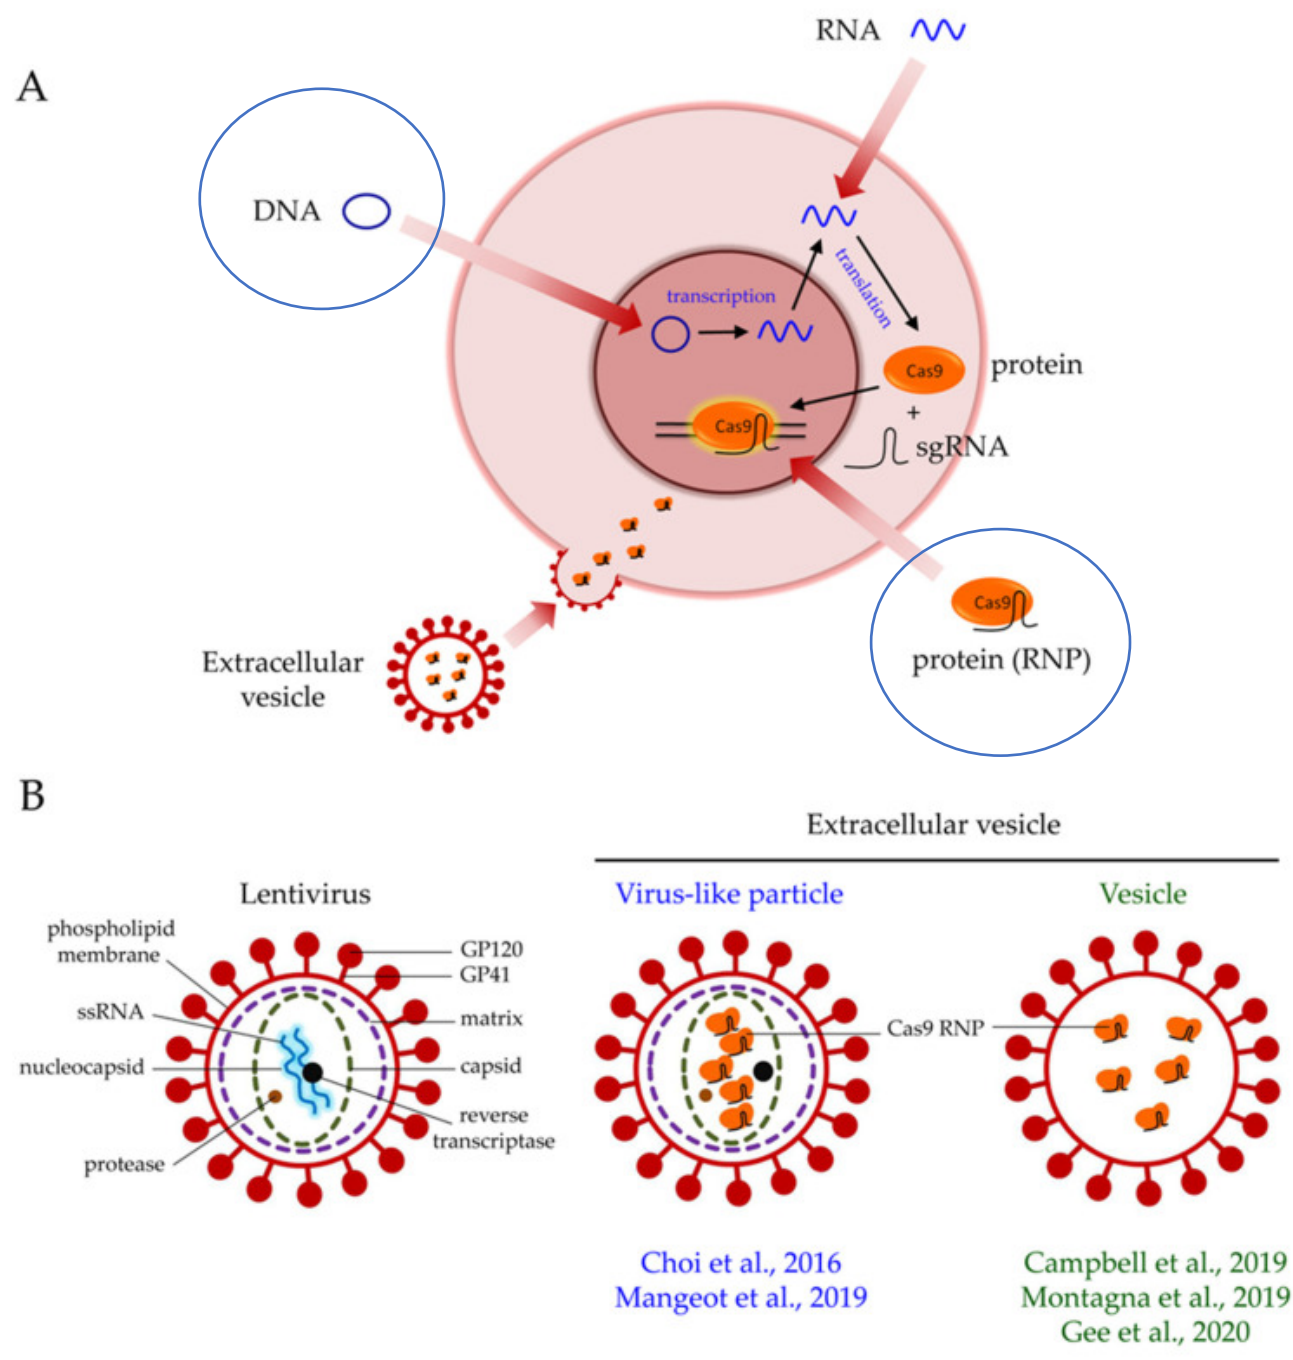 A
RNA
DNA
transcription
translation
Cas9
protein
+
sgRNA
Cas9
Cas9
protein (RNP)
Extracellular
vesicle
B
Extracellular vesicle
Lentivirus
Virus-like particle
Vesicle
phospholipid
membrane
GP120
GP41
ssRNA
matrix
nucleocapsid
capsid
Cas9 RNP
reverse
transcriptase
protease
Choi et al., 2016
Mangeot et al., 2019
Campbell et al., 2019
Montagna et al., 2019
Gee et al., 2020